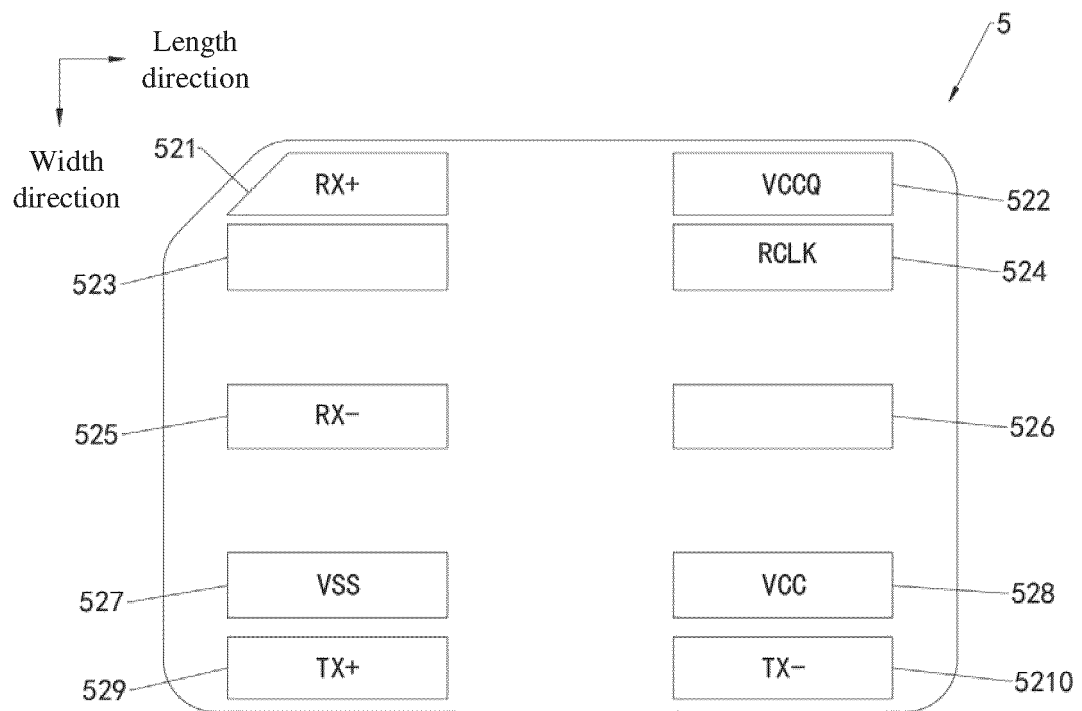 5
Length
direction
Width
direction
521
RX+
VCCQ
522
523
RCLK
524
525
RX-
526
527
VSS
VCC
528
529
TX+
TX-
5210